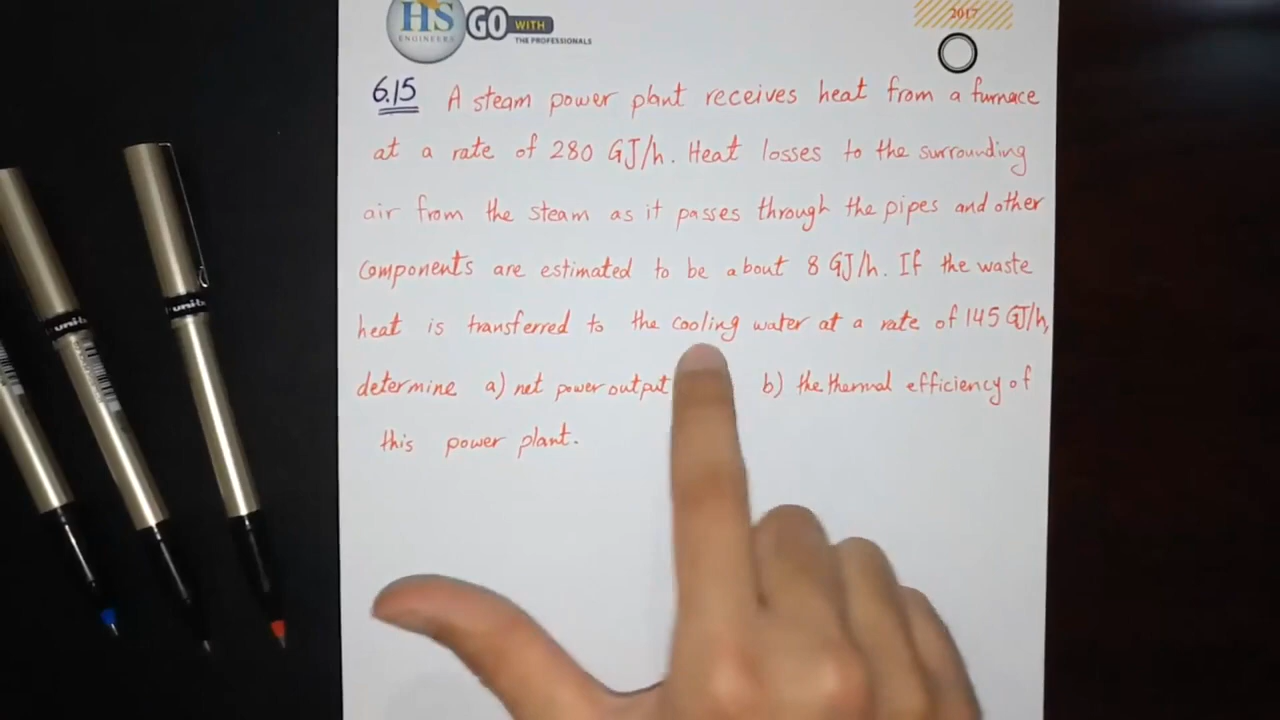 HS
ENGINEERS
GO WITH
THE PROFESSIONALS
2017
6.15 A steam power plant receives heat from a furnace
at a rate of 280 GJ/h. Heat losses to the surrounding
air from the steam as it passes through the pipes and other
components are estimated to be about 8 GJ/h. If the waste
heat is transferred to the cooling water at a rate of 145 GJ/h,
determine a) net power output b) the thermal efficiency of
this power plant.